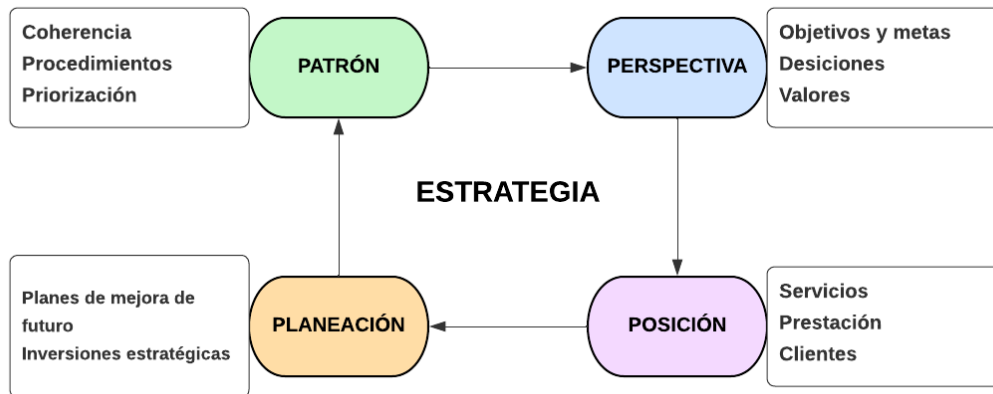 Coherencia
Procedimientos
Priorización
PATRÓN
PERSPECTIVA
Objetivos y metas
Desiciones
Valores
ESTRATEGIA
Planes de mejora de
futuro
Inversiones estratégicas
PLANEACIÓN
POSICIÓN
Servicios
Prestación
Clientes